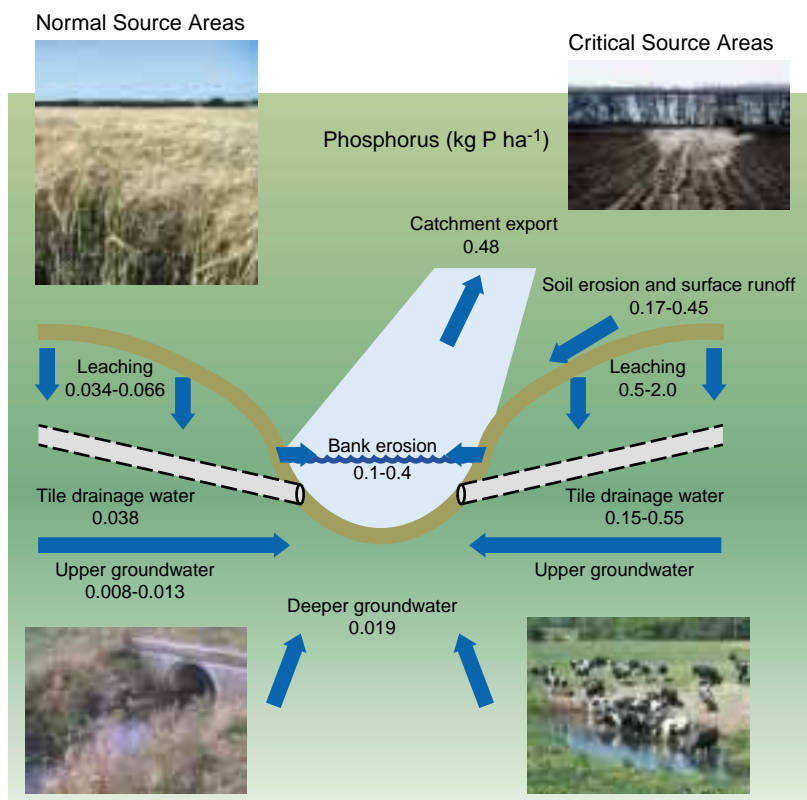 Normal Source Areas
Critical Source Areas
Phosphorus (kg P ha-1)
Catchment export
0.48
Soil erosion and surface runoff
0.17-0.45
Leaching
0.034-0.066
Leaching
0.5-2.0
Bank erosion
0.1-0.4
Tile drainage water
0.038
Tile drainage water
0.15-0.55
Upper groundwater
0.008-0.013
Upper groundwater
Deeper groundwater
0.019